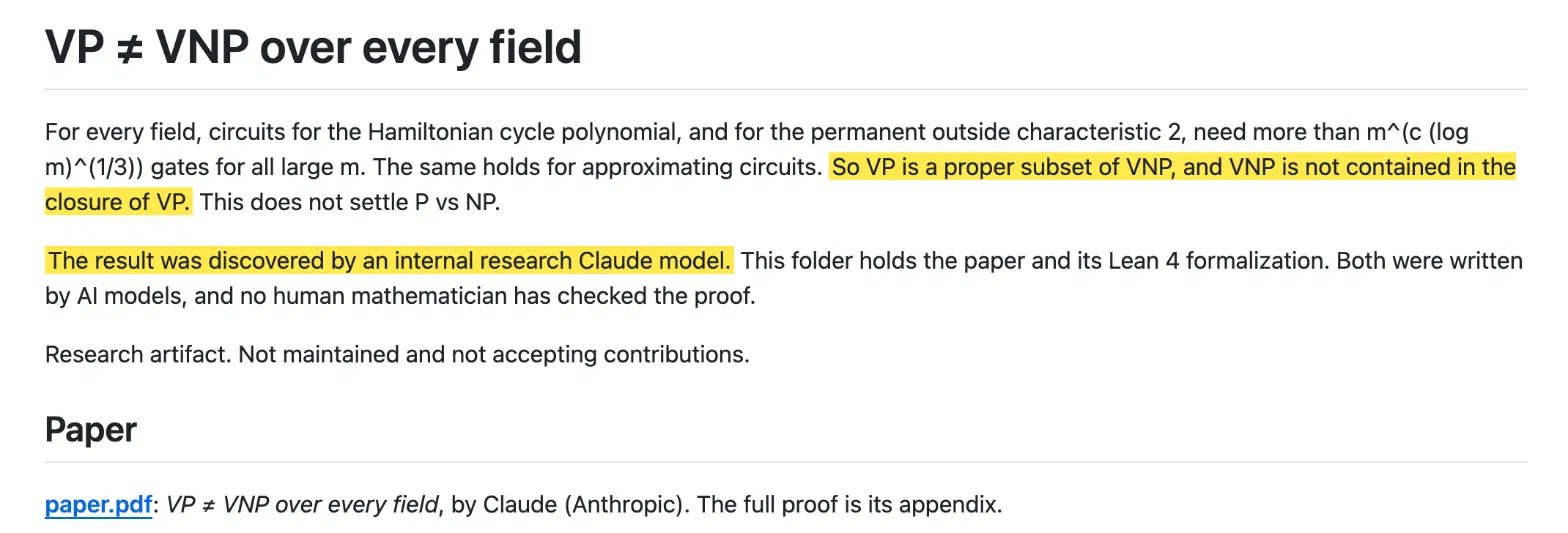 VP ≠ VNP over every field
For every field, circuits for the Hamiltonian cycle polynomial, and for the permanent outside characteristic 2, need more than m^(c (log
m)^(1/3)) gates for all large m. The same holds for approximating circuits. So VP is a proper subset of VNP, and VNP is not contained in the
closure of VP. This does not settle P vs NP.
The result was discovered by an internal research Claude model. This folder holds the paper and its Lean 4 formalization. Both were written
by AI models, and no human mathematician has checked the proof.
Research artifact. Not maintained and not accepting contributions.
Paper
paper.pdf: VP ≠ VNP over every field, by Claude (Anthropic). The full proof is its appendix.